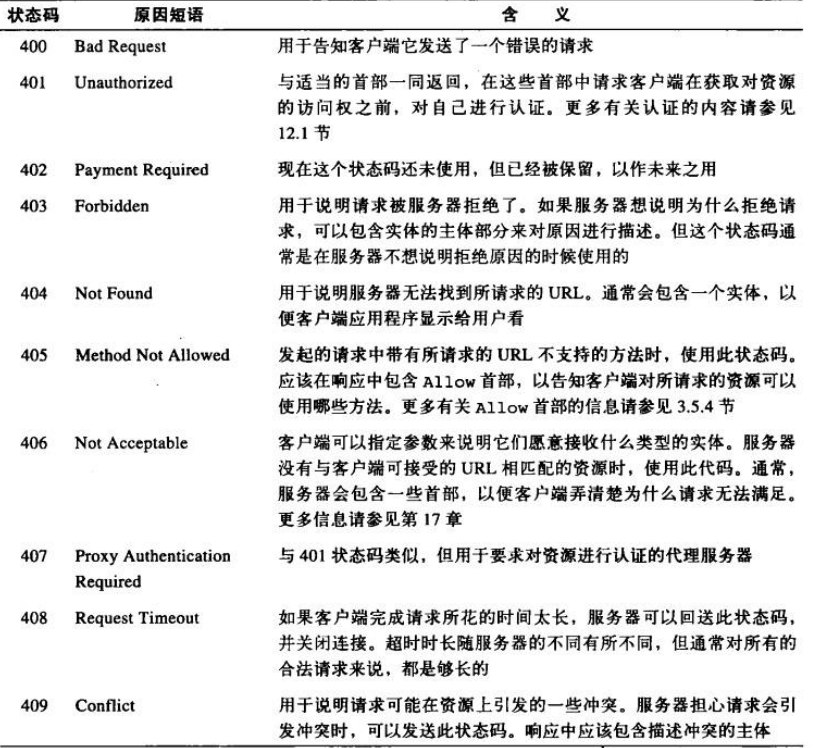 状态码 原因短语 含 义
400 Bad Request 用于告知客户端它发送了一个错误的请求
401 Unauthorized 与适当的首部一同返回，在这些首部中请求客户端在获取对资源
的访问权之前，对自己进行认证。更多有关认证的内容请参见
12.1 节
402 Payment Required 现在这个状态码还未使用，但已经被保留，以作未来之用
403 Forbidden 用于说明请求被服务器拒绝了。如果服务器想说明为什么拒绝请
求，可以包含实体的主体部分来对原因进行描述。但这个状态码通
常是在服务器不想说明拒绝原因的时候使用的
404 Not Found 用于说明服务器无法找到所请求的 URL。通常会包含一个实体，以
便客户端应用程序显示给用户看
405 Method Not Allowed 发起的请求中带有所请求的 URL 不支持的方法时，使用此状态码。
应该在响应中包含 Allow 首部，以告知客户端对所请求的资源可以
使用哪些方法。更多有关 Allow 首部的信息请参见 3.5.4 节
406 Not Acceptable 客户端可以指定参数来说明它们愿意接收什么类型的实体。服务器
没有与客户端可接受的 URL 相匹配的资源时，使用此代码。通常，
服务器会包含一些首部，以便客户端弄清楚为什么请求无法满足。
更多信息请参见第 17 章
407 Proxy Authentication 与 401 状态码类似，但用于要求对资源进行认证的代理服务器
Required
408 Request Timeout 如果客户端完成请求所花的时间太长，服务器可以回送此状态码，
并关闭连接。超时时长随服务器的不同有所不同，但通常对所有的
合法请求来说，都是够长的
409 Conflict 用于说明请求可能在资源上引发的一些冲突。服务器担心请求会引
发冲突时，可以发送此状态码。响应中应该包含描述冲突的主体